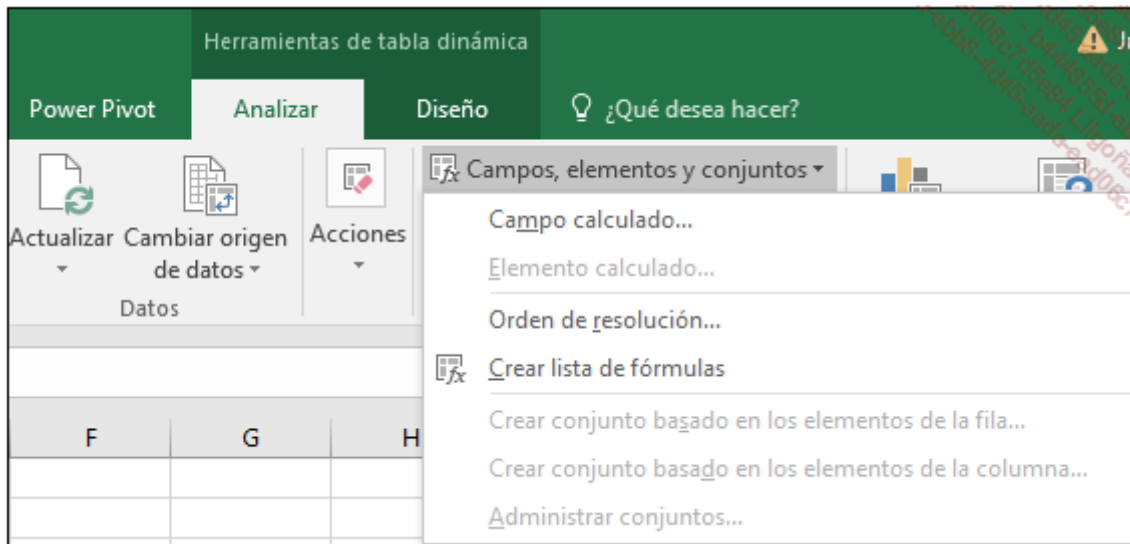 Herramientas de tabla dinámica
Power Pivot Analizar Diseño ¿Qué desea hacer?
Campos, elementos y conjuntos
Actualizar Cambiar origen de datos Acciones
Datos
Campo calculado...
Elemento calculado...
Orden de resolución...
Crear lista de fórmulas
Crear conjunto basado en los elementos de la fila...
Crear conjunto basado en los elementos de la columna...
Administrar conjuntos...
F G H